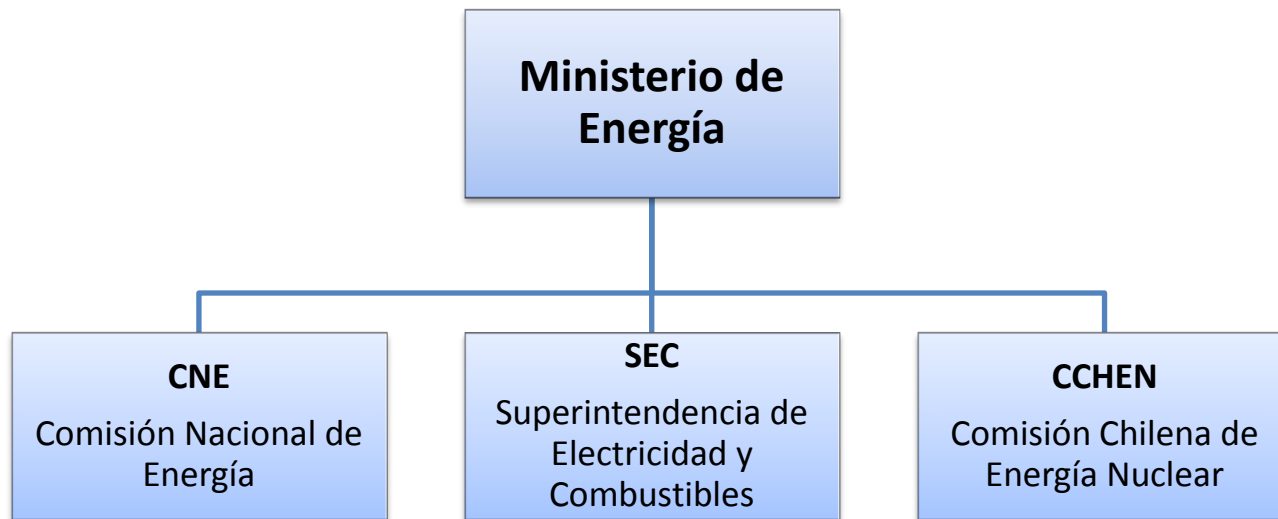 Ministerio de
Energía
CNE
Comisión Nacional de
Energía
SEC
Superintendencia de
Electricidad y
Combustibles
CCHEN
Comisión Chilena de
Energía Nuclear